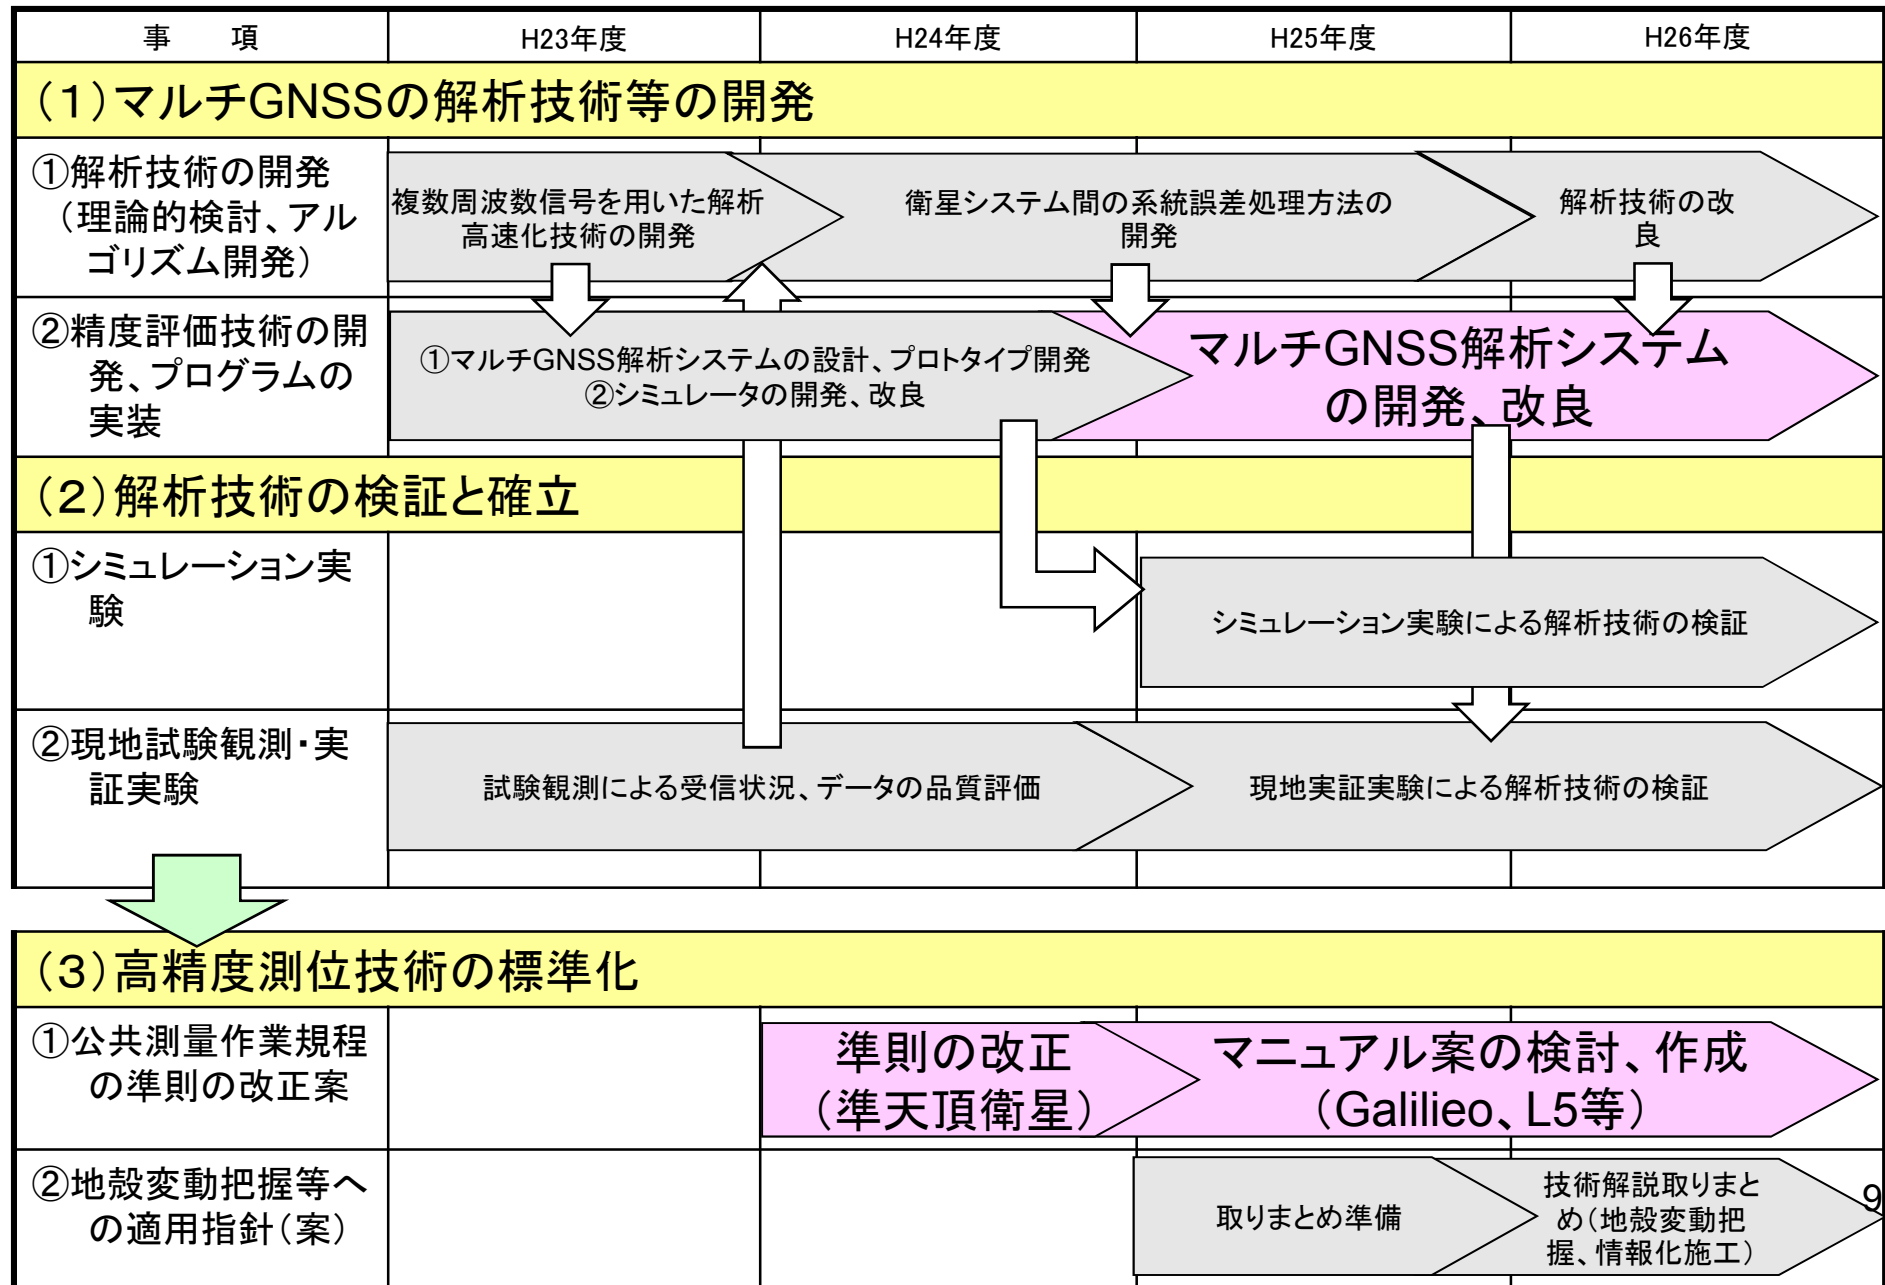 事　項
H23年度
H24年度
H25年度
H26年度
（１）マルチGNSSの解析技術等の開発
①解析技術の開発
（理論的検討、アル
ゴリズム開発）
複数周波数信号を用いた解析
高速化技術の開発
衛星システム間の系統誤差処理方法の
開発
解析技術の改
良
②精度評価技術の開
発、プログラムの
実装
①マルチGNSS解析システムの設計、プロトタイプ開発
②シミュレータの開発、改良
マルチGNSS解析システム
の開発、改良
（２）解析技術の検証と確立
①シミュレーション実
験
シミュレーション実験による解析技術の検証
②現地試験観測・実
証実験
試験観測による受信状況、データの品質評価
現地実証実験による解析技術の検証
（３）高精度測位技術の標準化
①公共測量作業規程
の準則の改正案
準則の改正
（準天頂衛星）
マニュアル案の検討、作成
（Galilieo、L5等）
②地殻変動把握等へ
の適用指針（案）
取りまとめ準備
技術解説取りまと
め（地殻変動把
握、情報化施工）
9